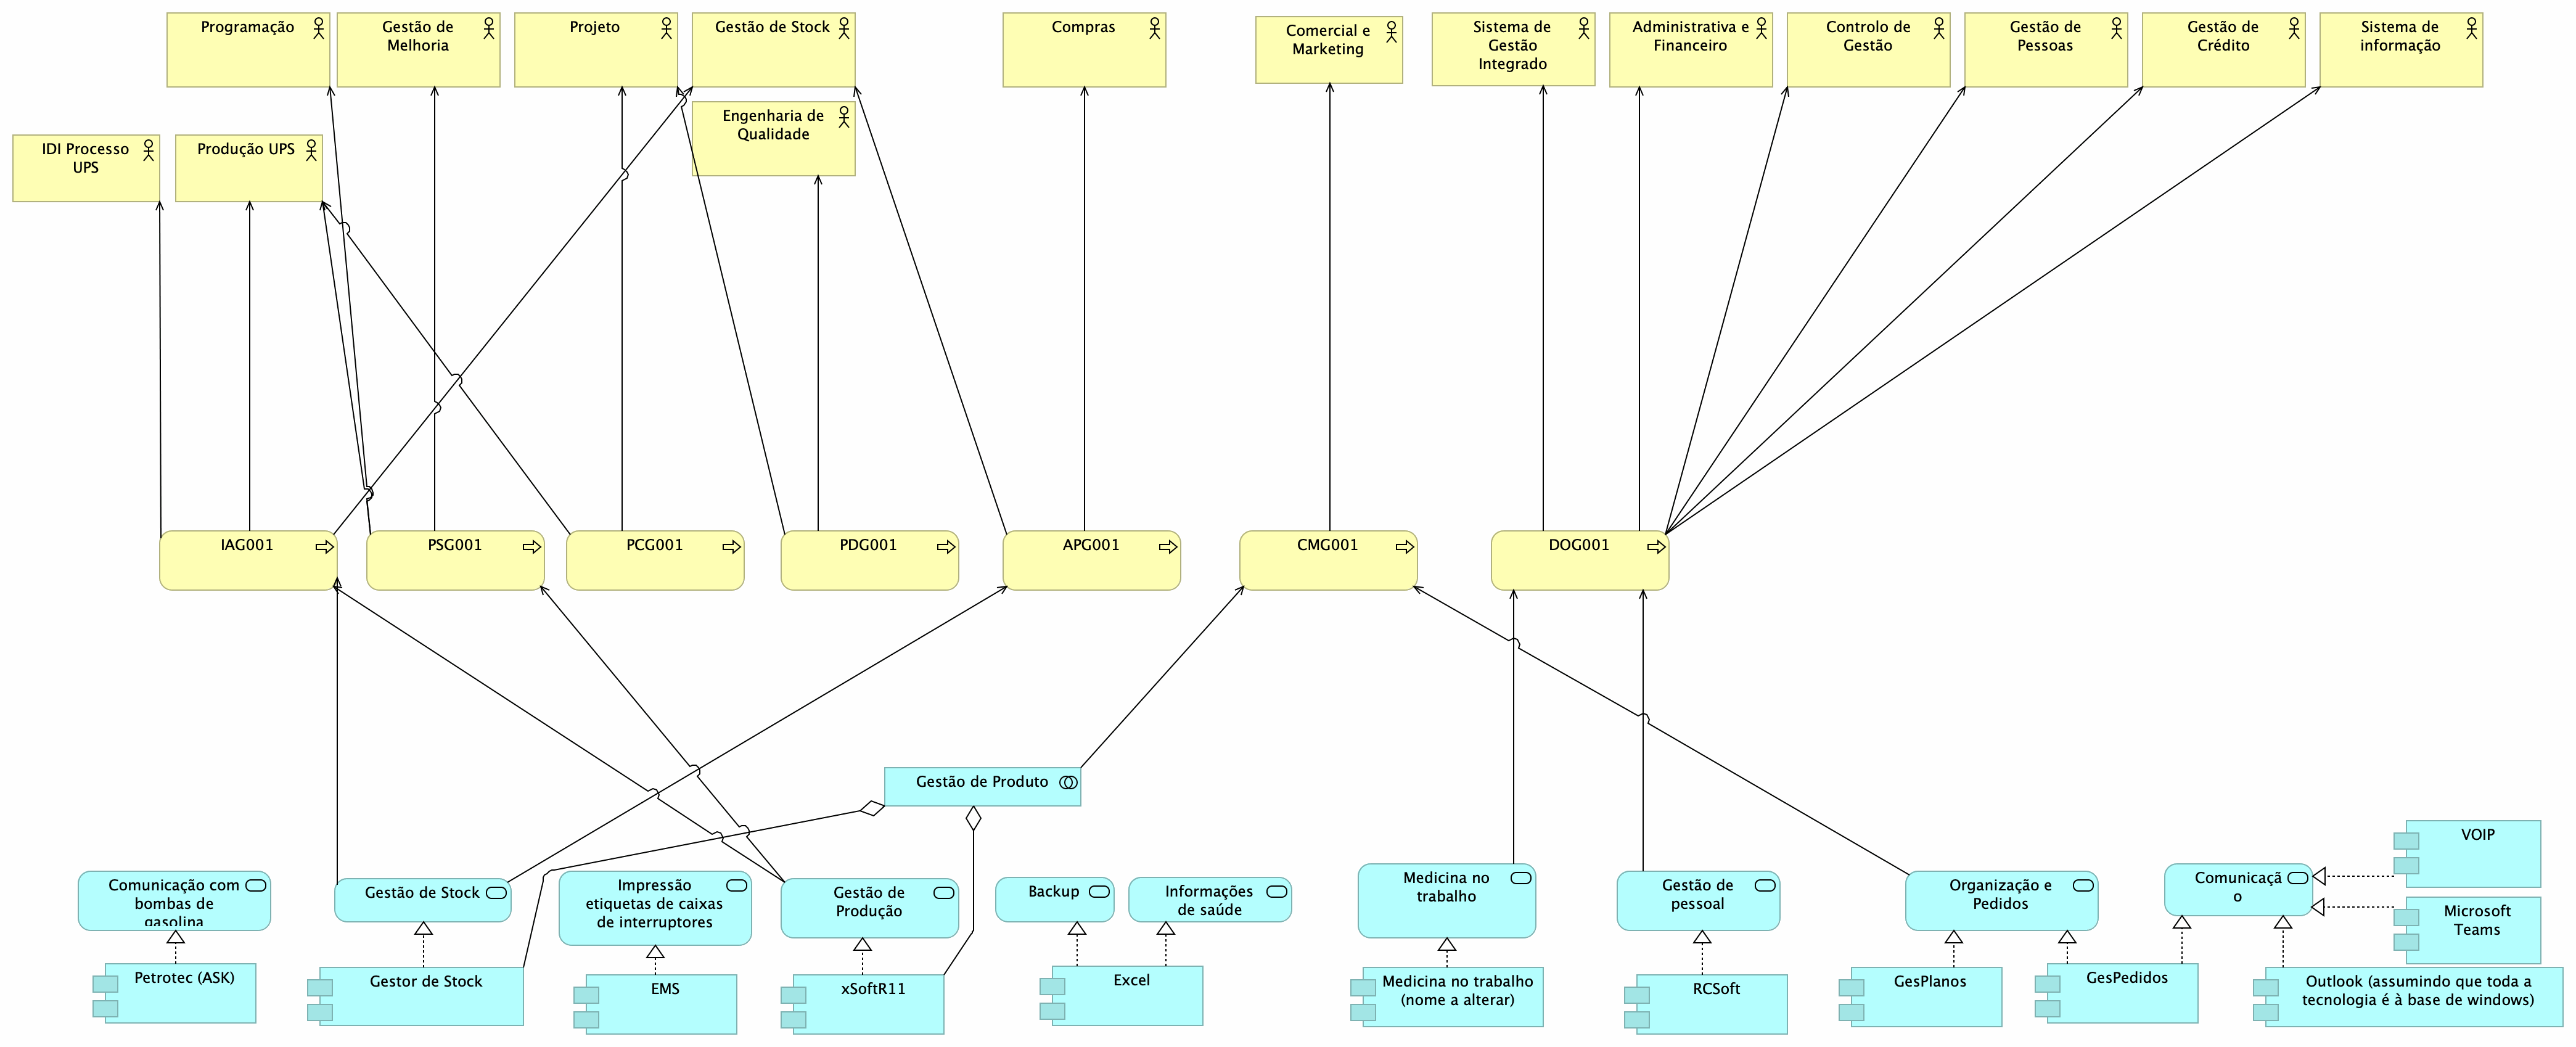 Programação
Gestão de
Melhoria
Projeto
Gestão de Stock
Compras
Comercial e
Marketing
Sistema de
Gestão
Integrado
Administrativa e
Financeiro
Controlo de
Gestão
Gestão de
Pessoas
Gestão de
Crédito
Sistema de
informação
Engenharia de
Qualidade
IDI Processo
UPS
Produção UPS
IAG001
PSG001
PCG001
PDG001
APG001
CMG001
DOG001
Gestão de Produto
Comunicação com
bombas de
gasolina
Gestão de Stock
Impressão
etiquetas de caixas
de interruptores
Gestão de
Produção
Backup
Informações
de saúde
Medicina no
trabalho
Gestão de
pessoal
Organização e
Pedidos
Comunicaçã
o
VOIP
Microsoft
Teams
Petrotec (ASK)
Gestor de Stock
EMS
xSoftR11
Excel
Medicina no trabalho
(nome a alterar)
RCSoft
GesPlanos
GesPedidos
Outlook (assumindo que toda a
tecnologia é à base de windows)